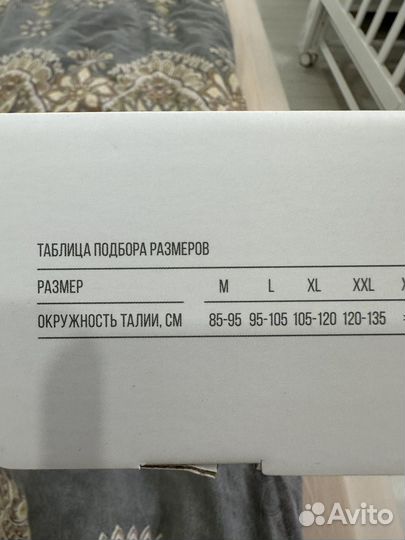 ТАБЛИЦА ПОДБОРА РАЗМЕРОВ
РАЗМЕР M L XL XXL
ОКРУЖНОСТЬ ТАЛИИ, СМ 85-95 95-105 105-120 120-135
Avito